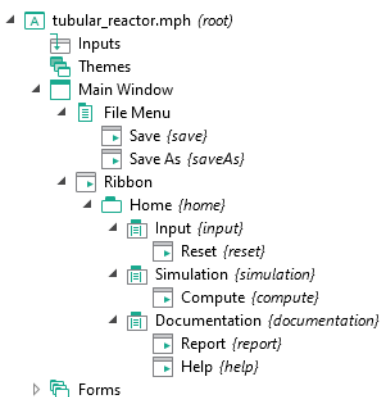 tubular_reactor.mph (root)
Inputs
Themes
Main Window
File Menu
Save {save}
Save As {saveAs}
Ribbon
Home {home}
Input {input}
Reset {reset}
Simulation {simulation}
Compute {compute}
Documentation {documentation}
Report {report}
Help {help}
Forms